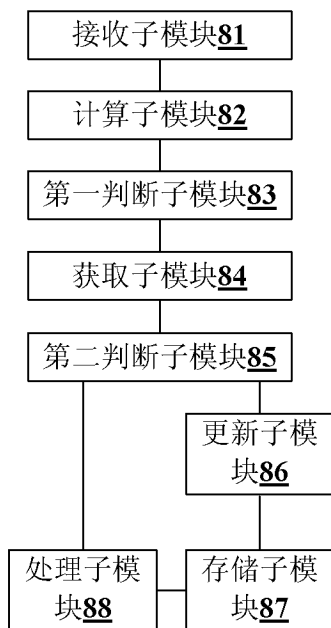 接收子模块81
计算子模块82
第一判断子模块83
获取子模块84
第二判断子模块85
更新子模
块86
处理子模
块88
存储子模
块87